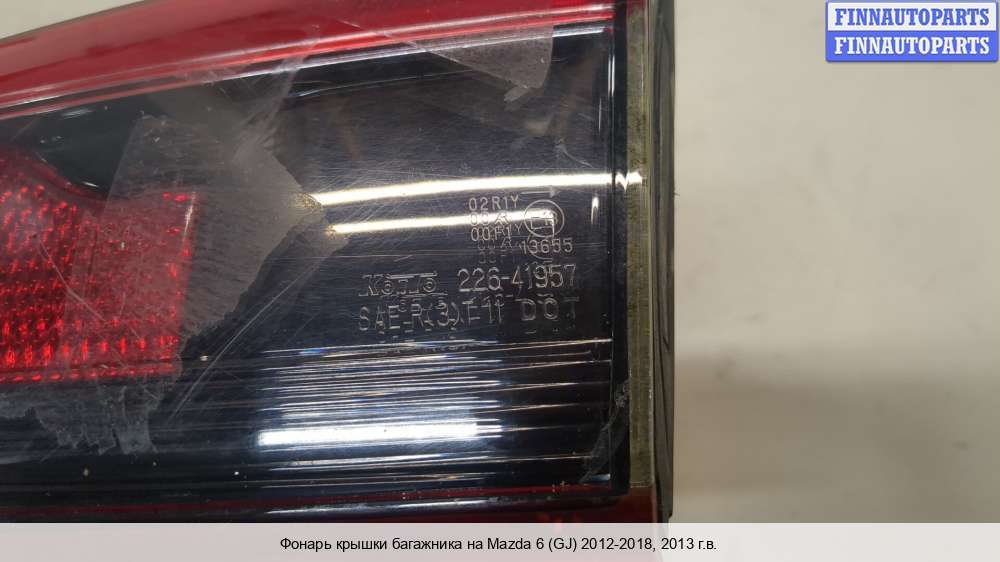 FINNAUTOPARTS
FINNAUTOPARTS
02R1Y
00F1Y
13655
226-41957
SAE-R(3)
DOT
Фонарь крышки багажника на Mazda 6 (GJ) 2012-2018, 2013 г.в.